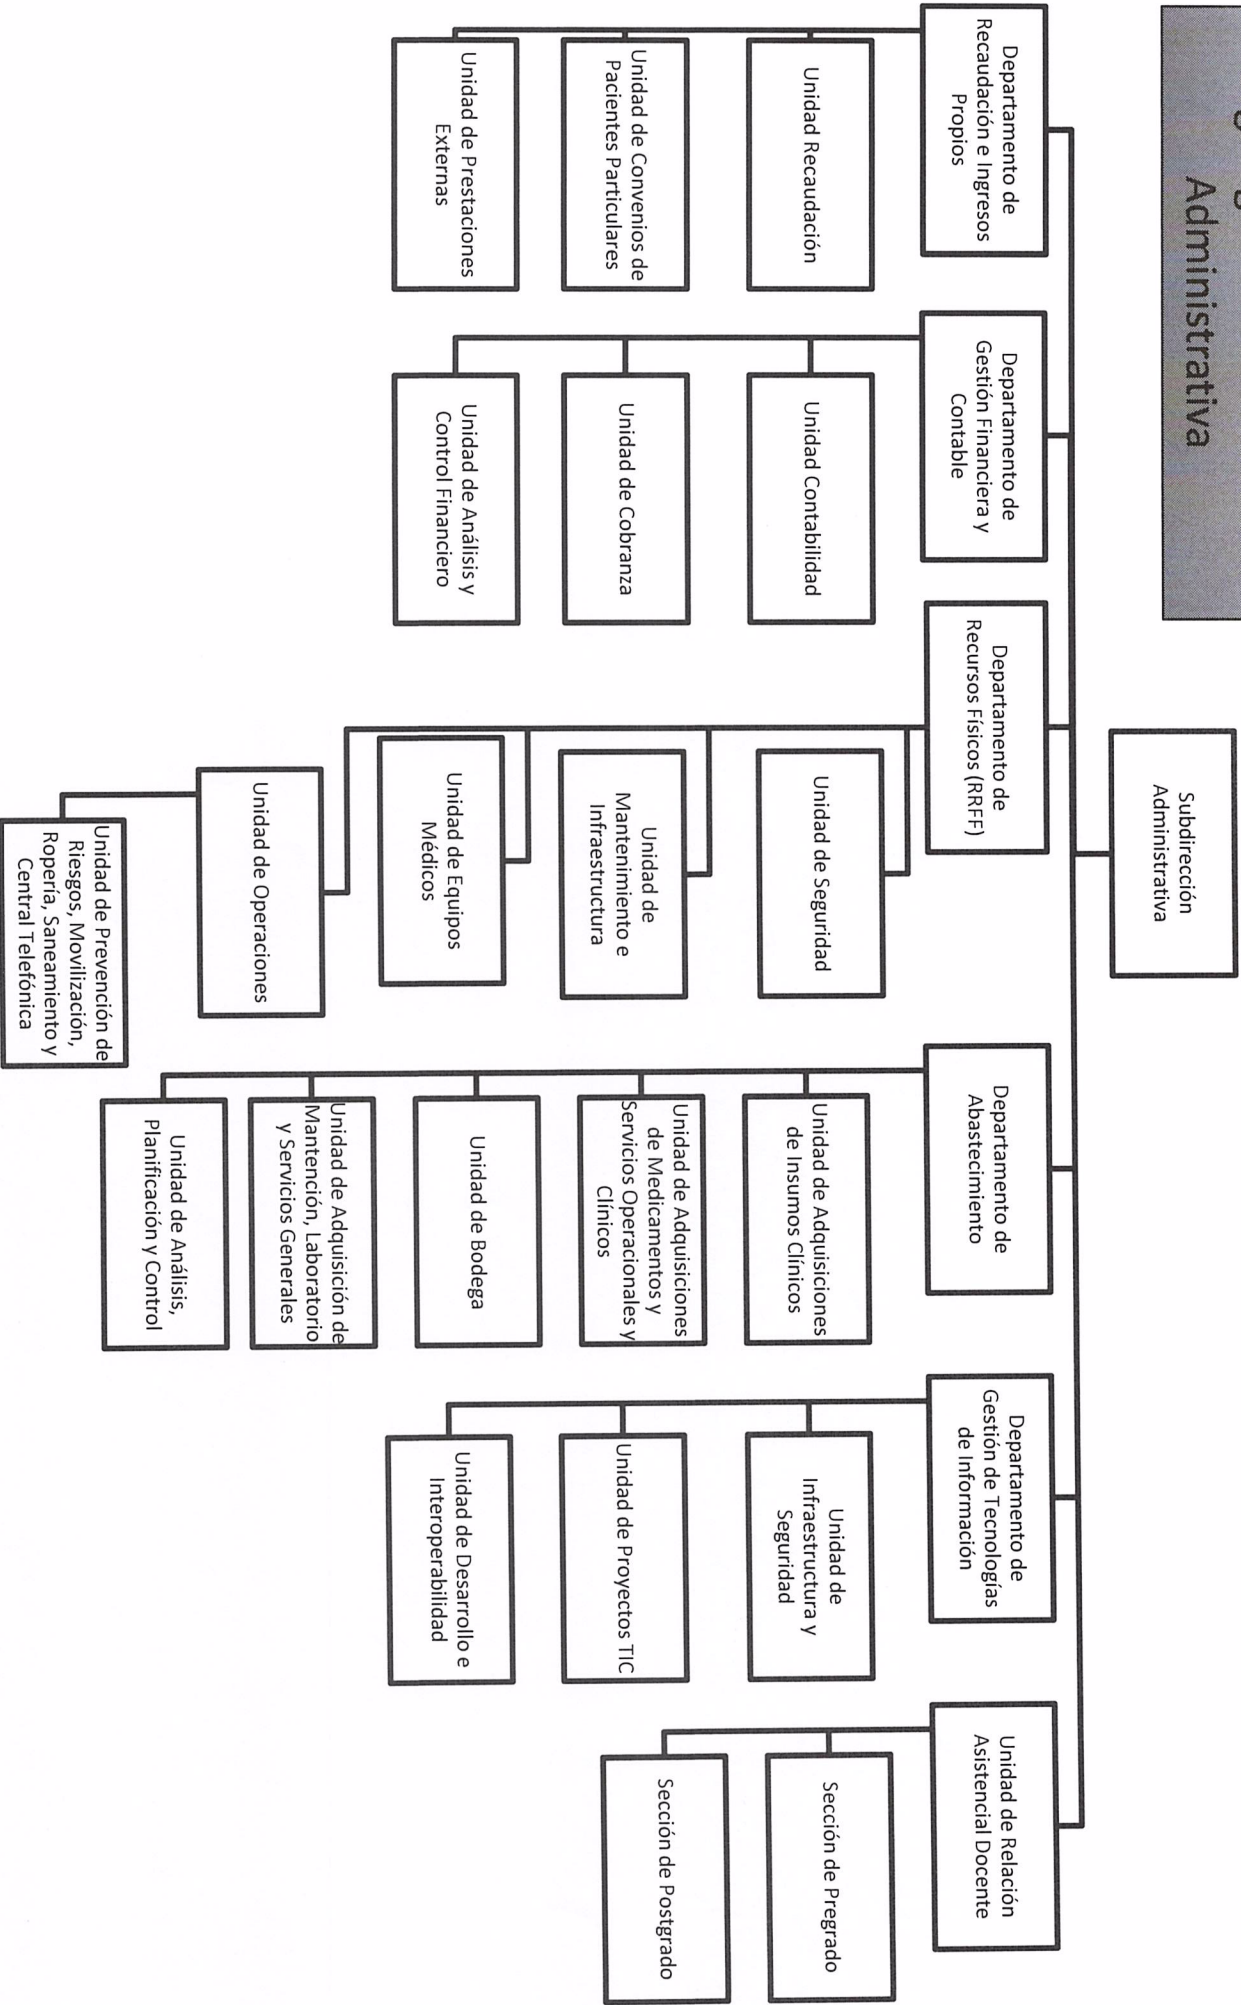 Administrativa
Subdirección
Administrativa
Departamento de
Recaudación e Ingresos
Propios
Unidad Recaudación
Unidad de Convenios de
Pacientes Particulares
Unidad de Prestaciones
Externas
Departamento de
Gestión Financiera y
Contable
Unidad Contabilidad
Unidad de Cobranza
Unidad de Análisis y
Control Financiero
Departamento de
Recursos Físicos (RRFF)
Unidad de Seguridad
Unidad de
Mantenimiento e
Infraestructura
Unidad de Equipos
Médicos
Unidad de Operaciones
Unidad de Prevención de
Riesgos, Movilización,
Ropería, Saneamiento y
Central Telefónica
Departamento de
Abastecimiento
Unidad de Adquisiciones
de Insumos Clínicos
Unidad de Adquisiciones
de Medicamentos y
Servicios Operacionales y
Clínicos
Unidad de Bodega
Unidad de Adquisición de
Mantención, Laboratorio
y Servicios Generales
Unidad de Análisis,
Planificación y Control
Departamento de
Gestión de Tecnologías
de Información
Unidad de
Infraestructura y
Seguridad
Unidad de Proyectos TIC
Unidad de Desarrollo e
Interoperabilidad
Unidad de Relación
Asistencial Docente
Sección de Pregrado
Sección de Postgrado